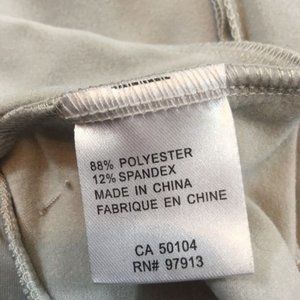 88% POLYESTER
12% SPANDEX
MADE IN CHINA
FABRIQUE EN CHINE
CA 50104
RN# 97913